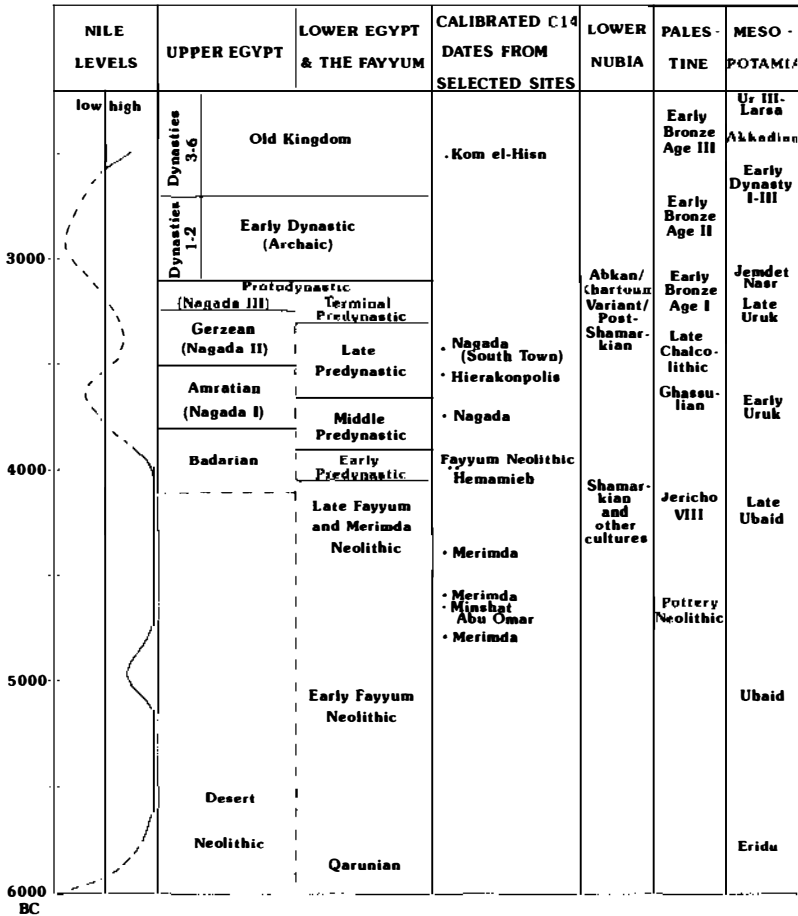 NILE
LEVELS
UPPER EGYPT
LOWER EGYPT
& THE FAYYUM
CALIBRATED C14
DATES FROM
SELECTED SITES
LOWER
NUBIA
PALES-
TINE
MESO-
POTAMIA
low high
3000
4000
5000
6000
BC
Dynasties
3-6
Old Kingdom
Dynasties
1-2
Early Dynastic
(Archaic)
Protodynastic
(Nagada III)
Gerzean
(Nagada II)
Amratian
(Nagada I)
Badarian
Desert
Neolithic
Terminal
Predynastic
Late
Predynastic
Middle
Predynastic
Early
Predynastic
Late Fayyum
and Merimda
Neolithic
Early Fayyum
Neolithic
Qarunian
· Kom el-Hisn
· Nagada
(South Town)
· Hierakonpolis
· Nagada
Fayyum Neolithic
Hemamieh
· Merimda
· Merimda
· Minshat
Abu Omar
· Merimda
Abkan/
Khartoum
Variant/
Post-
Shamar-
kian
Shamar-
kian
and
other
cultures
Early
Bronze
Age III
Early
Bronze
Age II
Early
Bronze
Age I
Late
Chalco-
lithic
Ghassu-
lian
Jericho
VIII
Pottery
Neolithic
Ur III-
Larsa
Akkadian
Early
Dynasty
I-III
Jemdet
Nasr
Late
Uruk
Early
Uruk
Late
Ubaid
Ubaid
Eridu